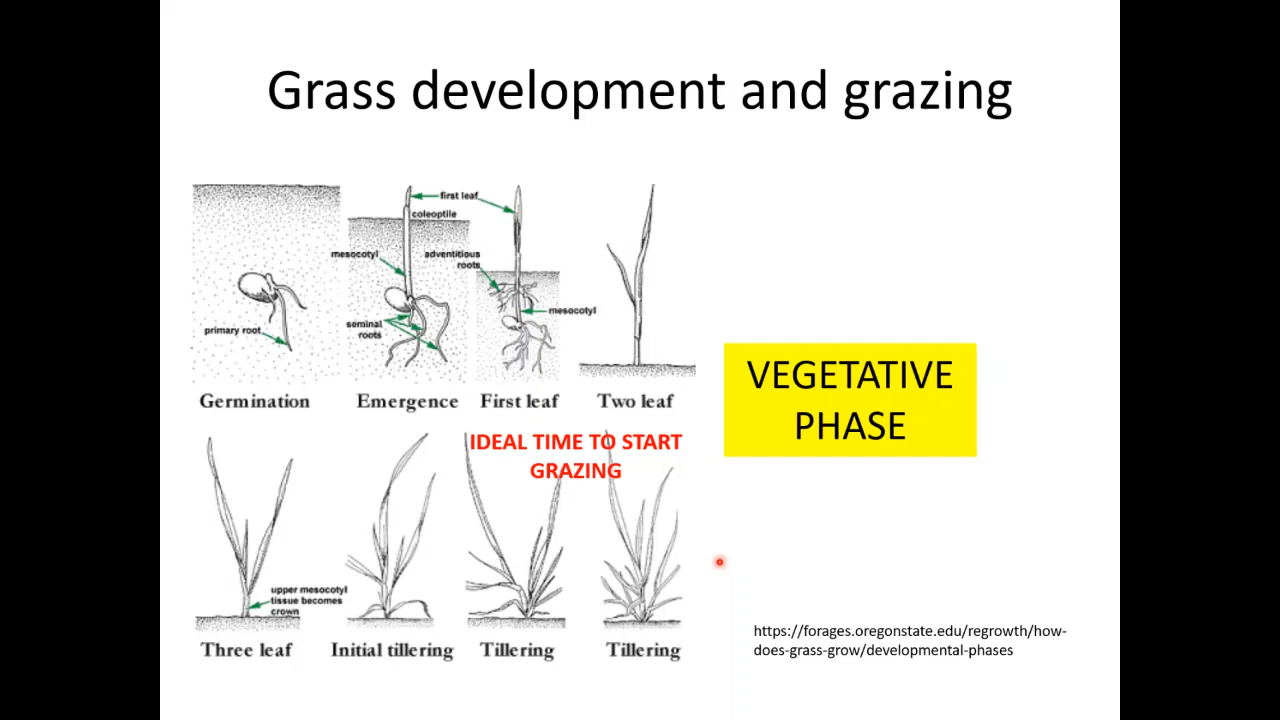 Grass development and grazing
first leaf
coleoptile
mesocotyl
adventitious
roots
primary root
seminal
roots
mesocotyl
Germination
Emergence
First leaf
Two leaf
VEGETATIVE
PHASE
IDEAL TIME TO START
GRAZING
upper mesocotyl
tissue becomes
crown
Three leaf
Initial tillering
Tillering
Tillering
https://forages.oregonstate.edu/regrowth/how-
does-grass-grow/developmental-phases